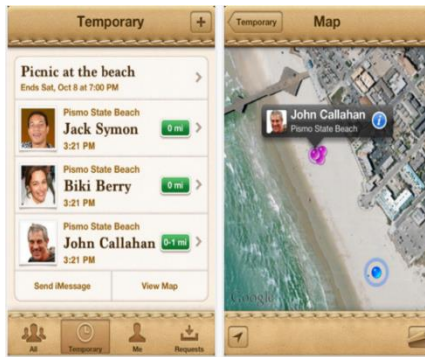 Temporary
+
Picnic at the beach
Ends Sat, Oct 8 at 7:00 PM
Pismo State Beach
Jack Symon
0 mi
3:21 PM
Pismo State Beach
Biki Berry
0 mi
3:21 PM
Pismo State Beach
John Callahan
0-1 mi
3:21 PM
Send iMessage
View Map
All
Temporary
Me
Requests
Temporary
Map
John Callahan
Pismo State Beach
Google